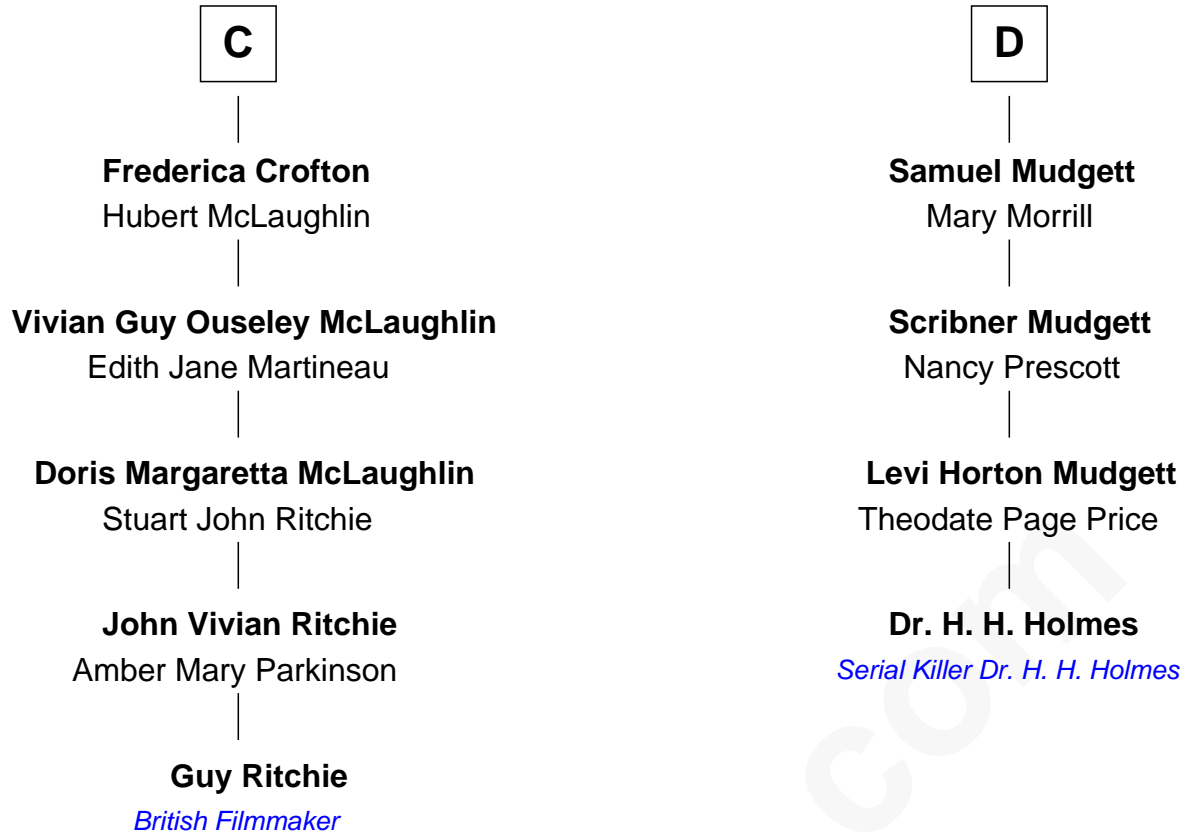 C
Frederica Crofton
Hubert McLaughlin
Vivian Guy Ouseley McLaughlin
Edith Jane Martineau
Doris Margaretta McLaughlin
Stuart John Ritchie
John Vivian Ritchie
Amber Mary Parkinson
Guy Ritchie
British Filmmaker
D
Samuel Mudgett
Mary Morrill
Scribner Mudgett
Nancy Prescott
Levi Horton Mudgett
Theodate Page Price
Dr. H. H. Holmes
Serial Killer Dr. H. H. Holmes
com